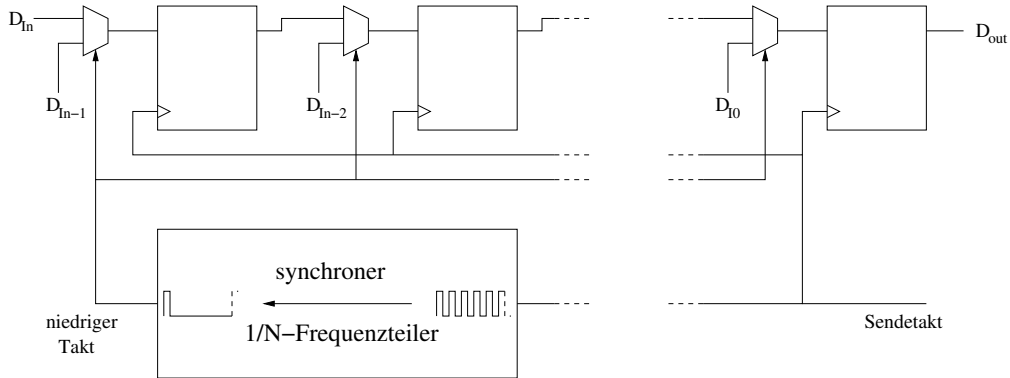 D_In
D_out
D_In−1
D_In−2
D_I0
synchroner
1/N−Frequenzteiler
niedriger
Takt
Sendetakt